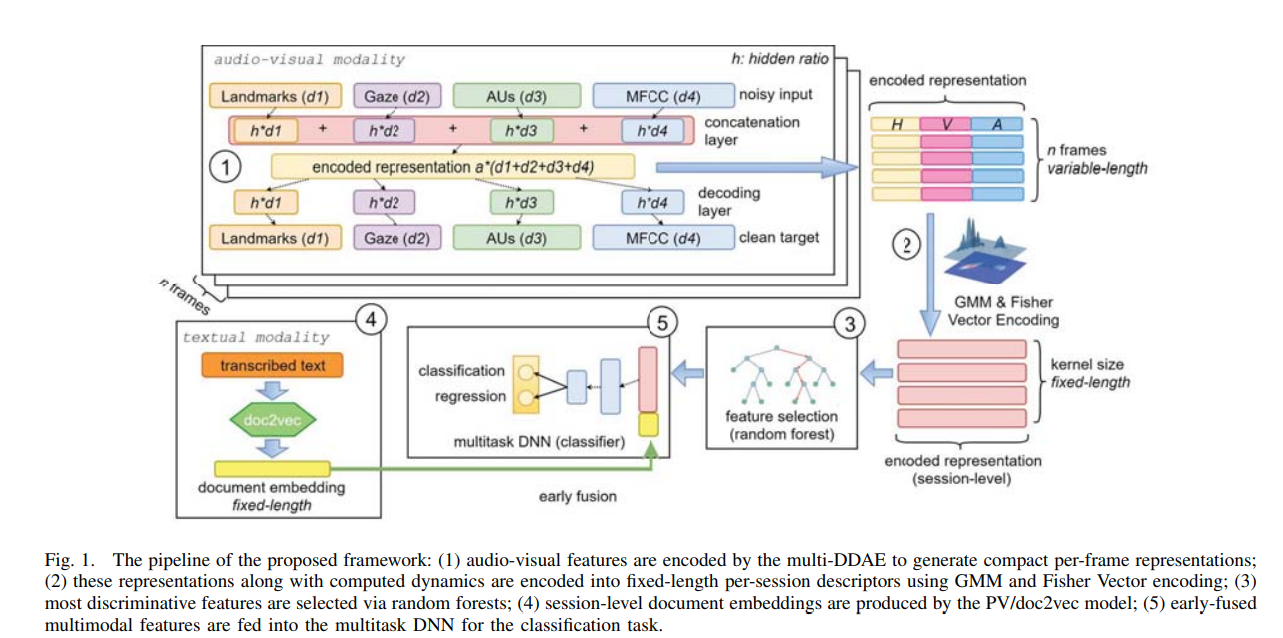 audio-visual modality
h: hidden ratio
Landmarks (d1) Gaze (d2) AUs (d3) MFCC (d4) noisy input
h*d1 + h*d2 + h*d3 + h*d4 concatenation
layer
1
encoded representation a*(d1+d2+d3+d4)
h*d1 h*d2 h*d3 h*d4 decoding
layer
Landmarks (d1) Gaze (d2) AUs (d3) MFCC (d4) clean target
n frames
encoded representation
H V A
n frames
variable-length
2
GMM & Fisher
Vector Encoding
kernel size
fixed-length
encoded representation
(session-level)
3
feature selection
(random forest)
5
classification
regression
multitask DNN (classifier)
early fusion
4
textual modality
transcribed text
doc2vec
document embedding
fixed-length
Fig. 1. The pipeline of the proposed framework: (1) audio-visual features are encoded by the multi-DDAE to generate compact per-frame representations;
(2) these representations along with computed dynamics are encoded into fixed-length per-session descriptors using GMM and Fisher Vector encoding; (3)
most discriminative features are selected via random forests; (4) session-level document embeddings are produced by the PV/doc2vec model; (5) early-fused
multimodal features are fed into the multitask DNN for the classification task.